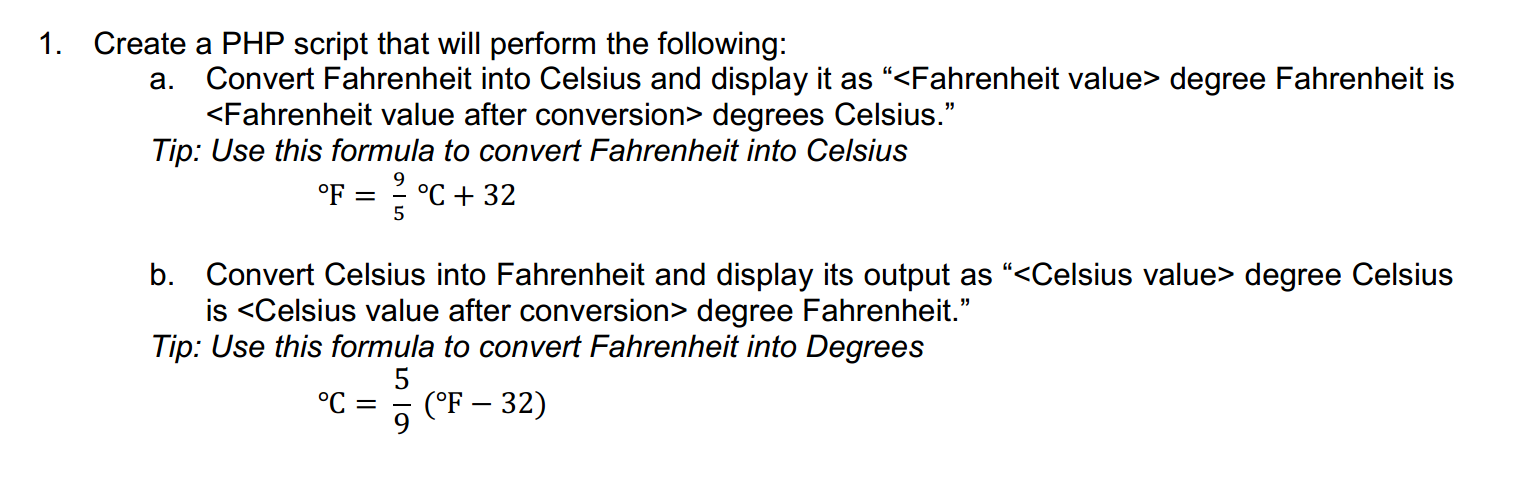 1. Create a PHP script that will perform the following:
a. Convert Fahrenheit into Celsius and display it as “<Fahrenheit value> degree Fahrenheit is
<Fahrenheit value after conversion> degrees Celsius.”
Tip: Use this formula to convert Fahrenheit into Celsius
°F = 9/5 °C + 32
b. Convert Celsius into Fahrenheit and display its output as “<Celsius value> degree Celsius
is <Celsius value after conversion> degree Fahrenheit.”
Tip: Use this formula to convert Fahrenheit into Degrees
°C = 5/9 (°F − 32)